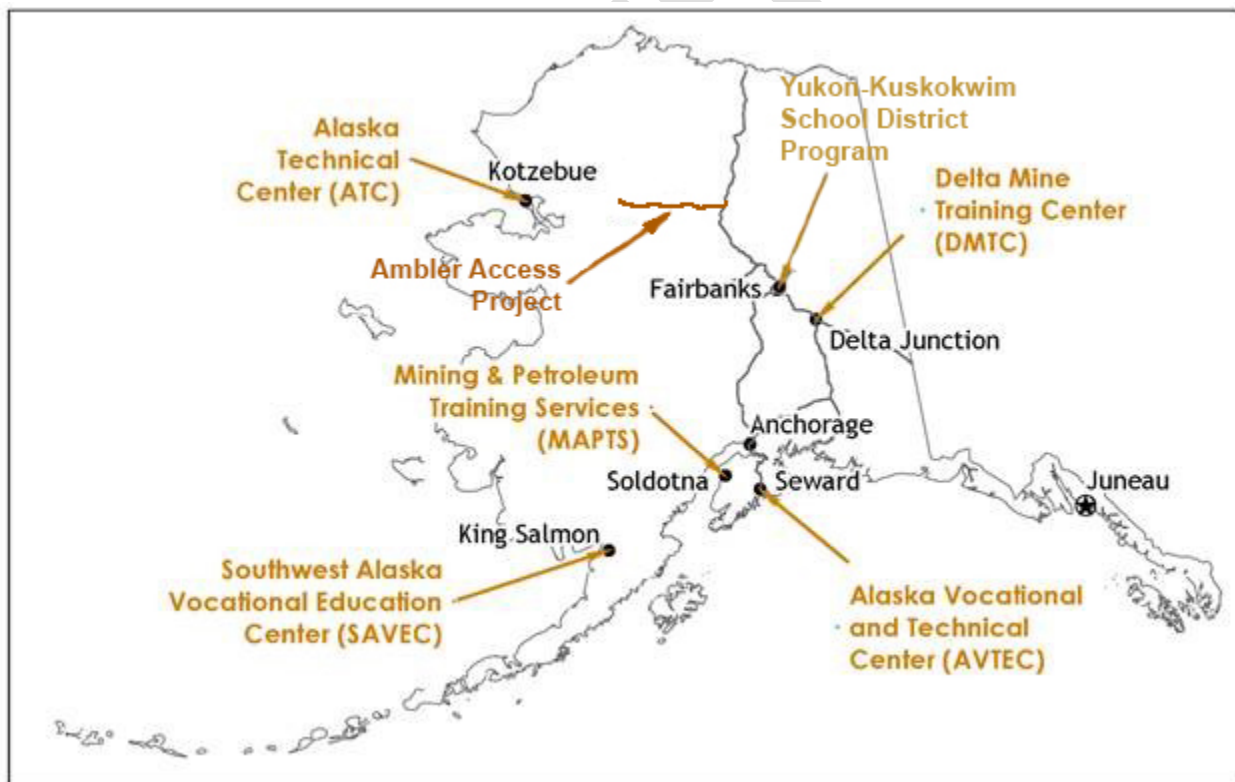 Yukon-Kuskokwim
School District
Program
Alaska
Technical
Center (ATC)
Kotzebue
Delta Mine
Training Center
(DMTC)
Ambler Access
Project
Fairbanks
Delta Junction
Mining & Petroleum
Training Services
(MAPTS)
Anchorage
Soldotna
Seward
Juneau
King Salmon
Southwest Alaska
Vocational Education
Center (SAVEC)
Alaska Vocational
and Technical
Center (AVTEC)